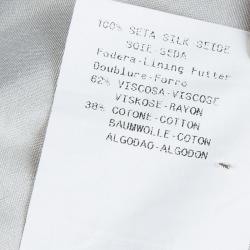 100% SETA SILK SEIDE
SOIE-SEDA
Fodera-Lining Futter
Doublure-Forro
62% VISCOSA-VISCOSE
VISKOSE-RAYON
38% COTONE-COTTON
BAUMWOLLE-COTON
ALGODAO-ALGODON